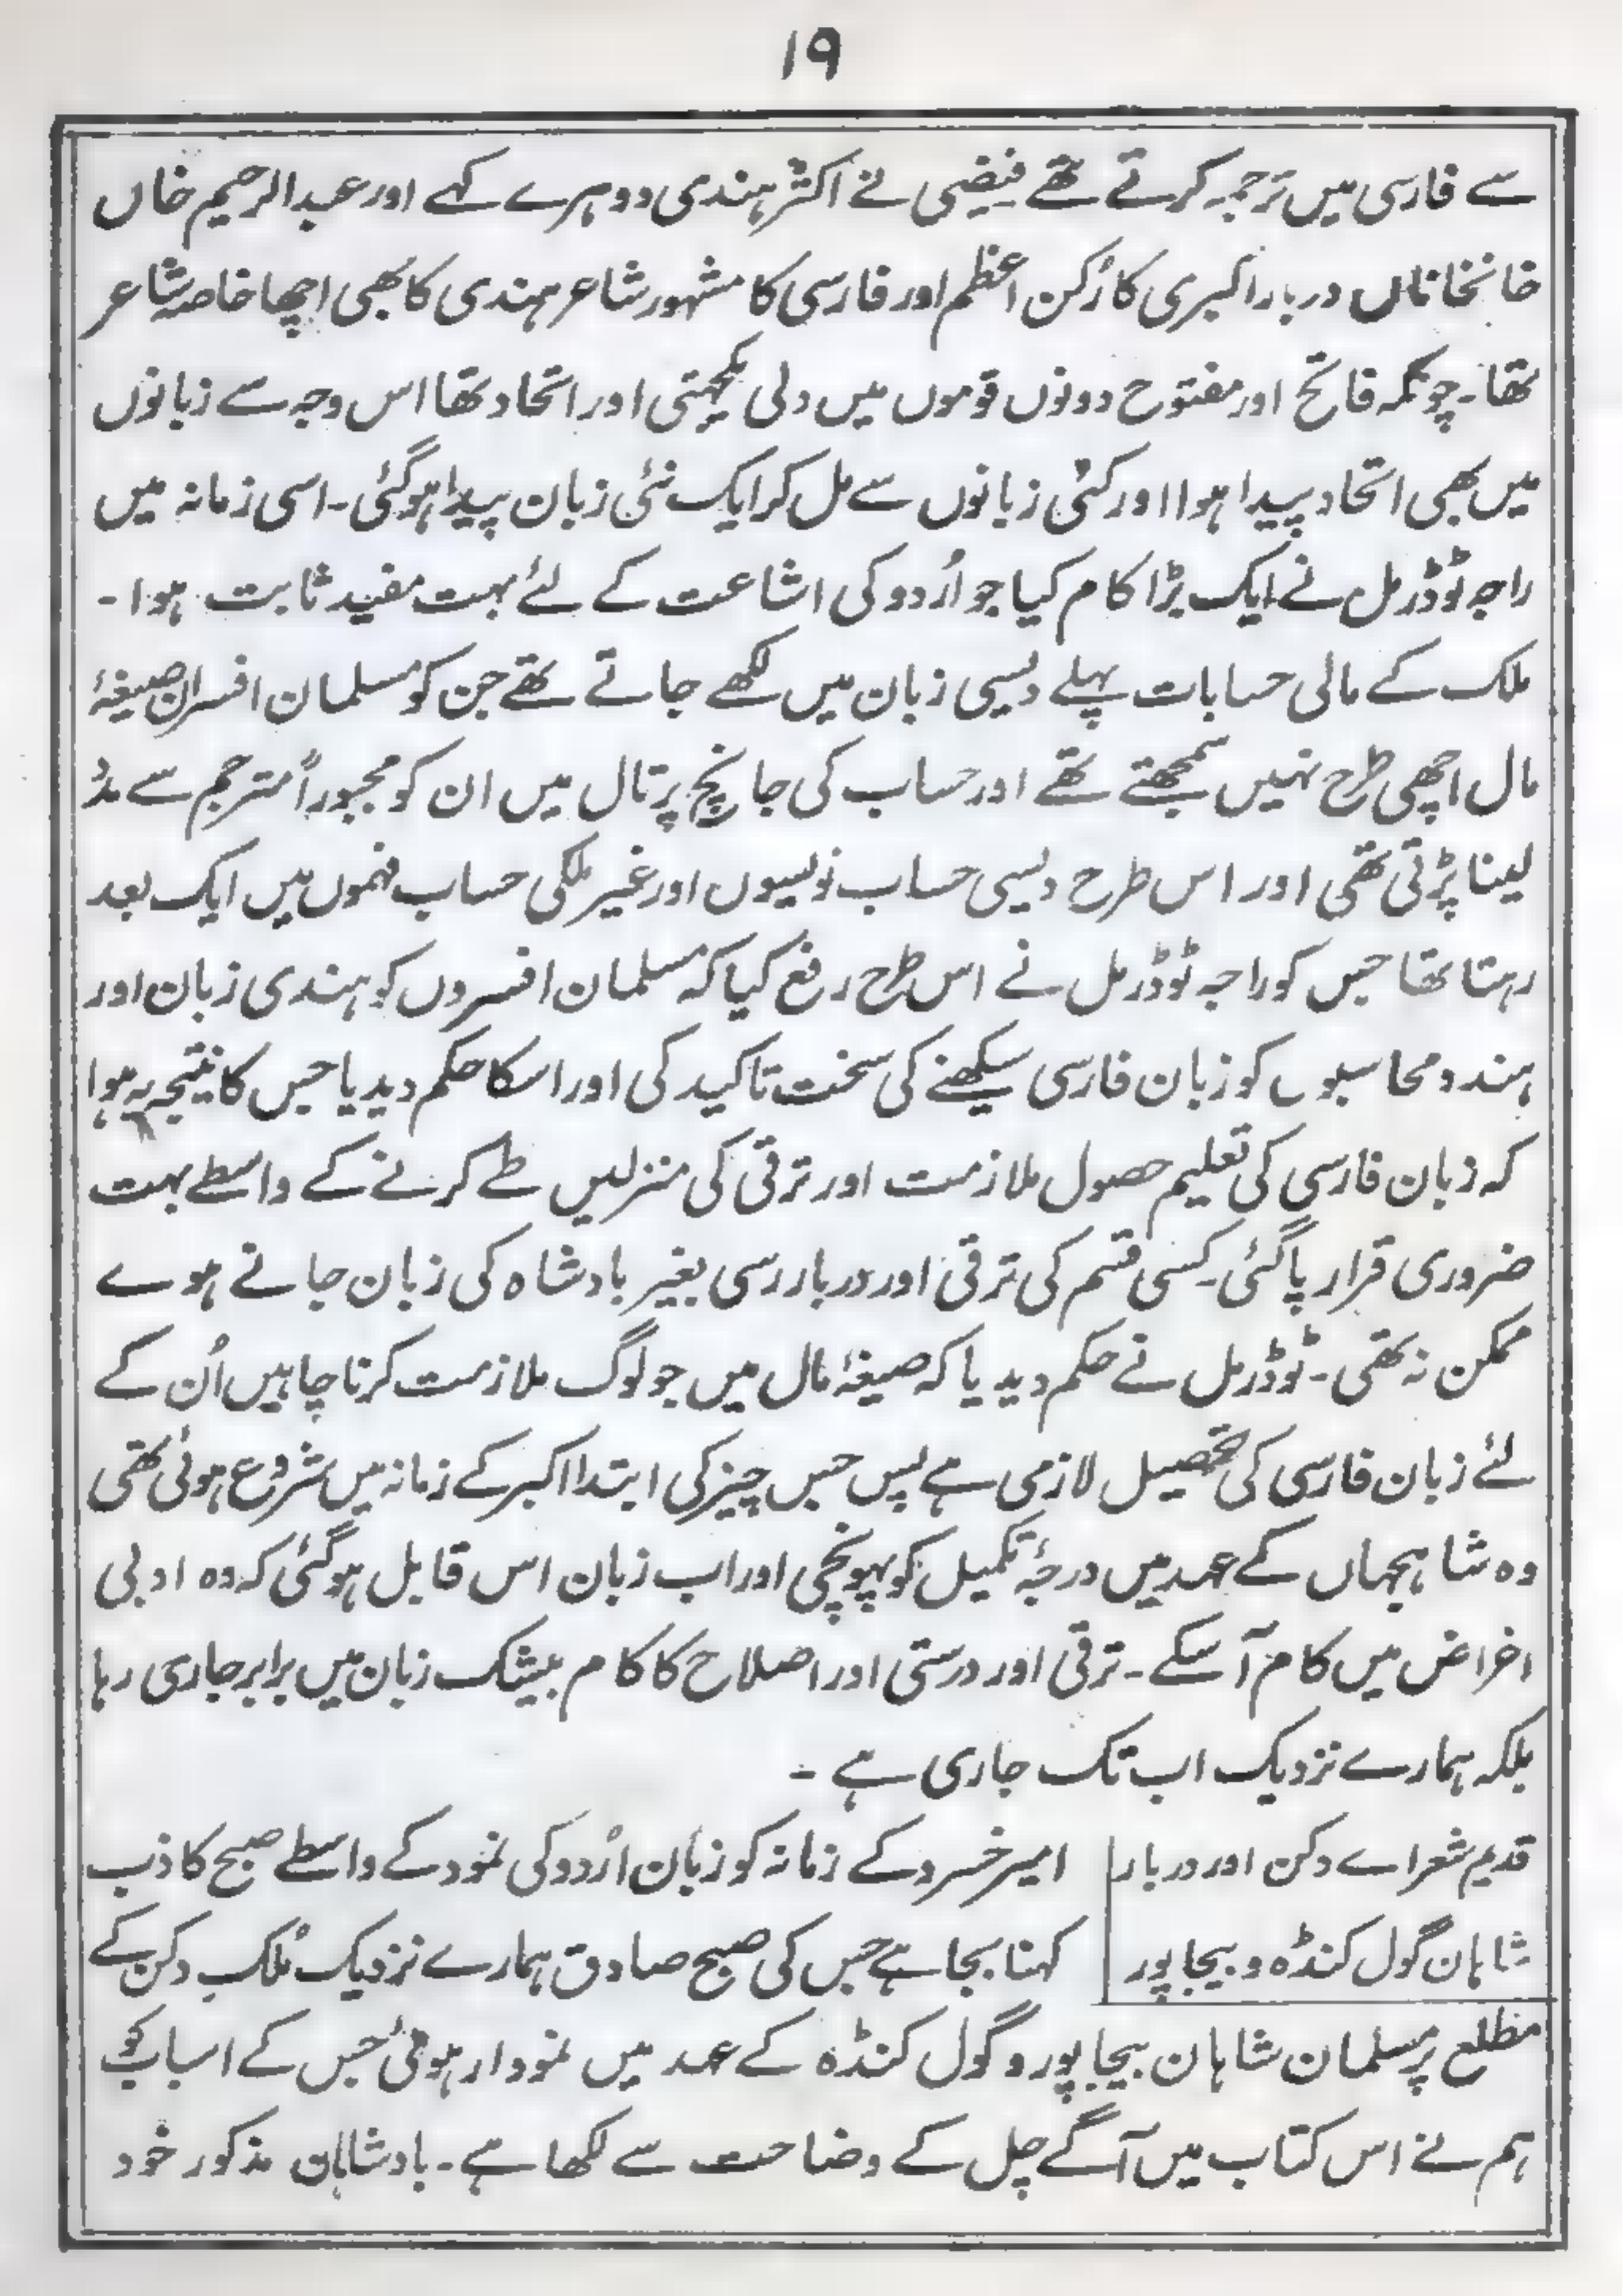 ۱۹
سے فارسی میں ترجمہ کرتے تھے فیضی نے اکثر ہندی دوہرے کہے اور عبدالرحیم خاں
خانخاناں دربار اکبری کا رُکن اعظم اور فارسی کا مشہور شاعر ہندی کا بھی اچھا خاصہ شاعر
تھا۔ چونکہ فاتح اور مفتوح دونوں قوموں میں دلی یکجہتی اور اتحاد تھا اس وجہ سے زبانوں
میں بھی اتحاد پیدا ہوا اور کئی زبانوں سے مل کر ایک نئی زبان پیدا ہوگئی۔ اسی زمانہ میں
راجہ ٹوڈرمل نے ایک بڑا کام کیا جو اُردو کی اشاعت کے لئے بہت مفید ثابت ہوا۔
ملک کے مالی حسابات پہلے دیسی زبان میں لکھے جاتے تھے جن کو مسلمان افسران صیغۂ
مال اچھی طرح نہیں سمجھتے تھے اور حساب کی جانچ پرتال میں ان کو مجبوراً مترجم سے مدد
لینا پڑتی تھی اور اس طرح دیسی حساب نویسوں اور غیر ملکی حساب فہموں میں ایک بعد
رہتا تھا جس کو راجہ ٹوڈرمل نے اس طرح رفع کیا کہ مسلمان افسروں کو ہندی زبان اور
ہندو محاسبوں کو زبان فارسی سیکھنے کی سخت تاکید کی اور اسکا حکم دیدیا جس کا نتیجہ یہ ہوا
کہ زبان فارسی کی تعلیم حصول ملازمت اور ترقی کی منزلیں طے کرنے کے واسطے بہت
ضروری قرار پاگئی۔ کسی قسم کی ترقی اور دربار رسی بغیر بادشاہ کی زبان جانے ہوے
ممکن نہ تھی۔ ٹوڈرمل نے حکم دیدیا کہ صیغۂ مال میں جو لوگ ملازمت کرنا چاہیں اُن کے
لئے زبان فارسی کی تحصیل لازمی ہے پس جس چیز کی ابتدا اکبر کے زمانہ میں شروع ہوئی تھی
وہ شاہجہاں کے عہد میں درجۂ تکمیل کو پہونچی اور اب زبان اس قابل ہوگئی کہ وہ ادبی
اغراض میں کام آسکے۔ ترقی اور درستی اور اصلاح کا کام بیشک زبان میں برابر جاری رہا
بلکہ ہمارے نزدیک اب تک جاری ہے۔
قدیم شعراے دکن اور دربار امیر خسرو کے زمانہ کو زبان اُردو کی نمود کے واسطے صبح کاذب
شاہان گول کنڈہ و بیجاپور کہنا بجا ہے جس کی صبح صادق ہمارے نزدیک مُلک دکن کے
مطلع پر مسلمان شاہان بیجاپور و گول کنڈہ کے عہد میں نمودار ہوئی جس کے اسباب کو
ہم نے اس کتاب میں آگے چل کے وضاحت سے لکھا ہے۔ بادشاہان مذکور خود